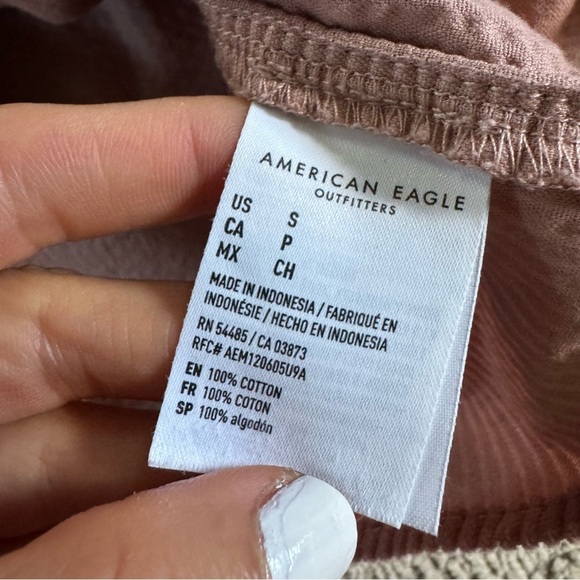 AMERICAN EAGLE
OUTFITTERS
US S
CA P
MX CH
MADE IN INDONESIA / FABRIQUÉ EN
INDONÉSIE / HECHO EN INDONESIA
RN 54485 / CA 03873
RFC# AEM120605U9A
EN 100% COTTON
FR 100% COTON
SP 100% algodón